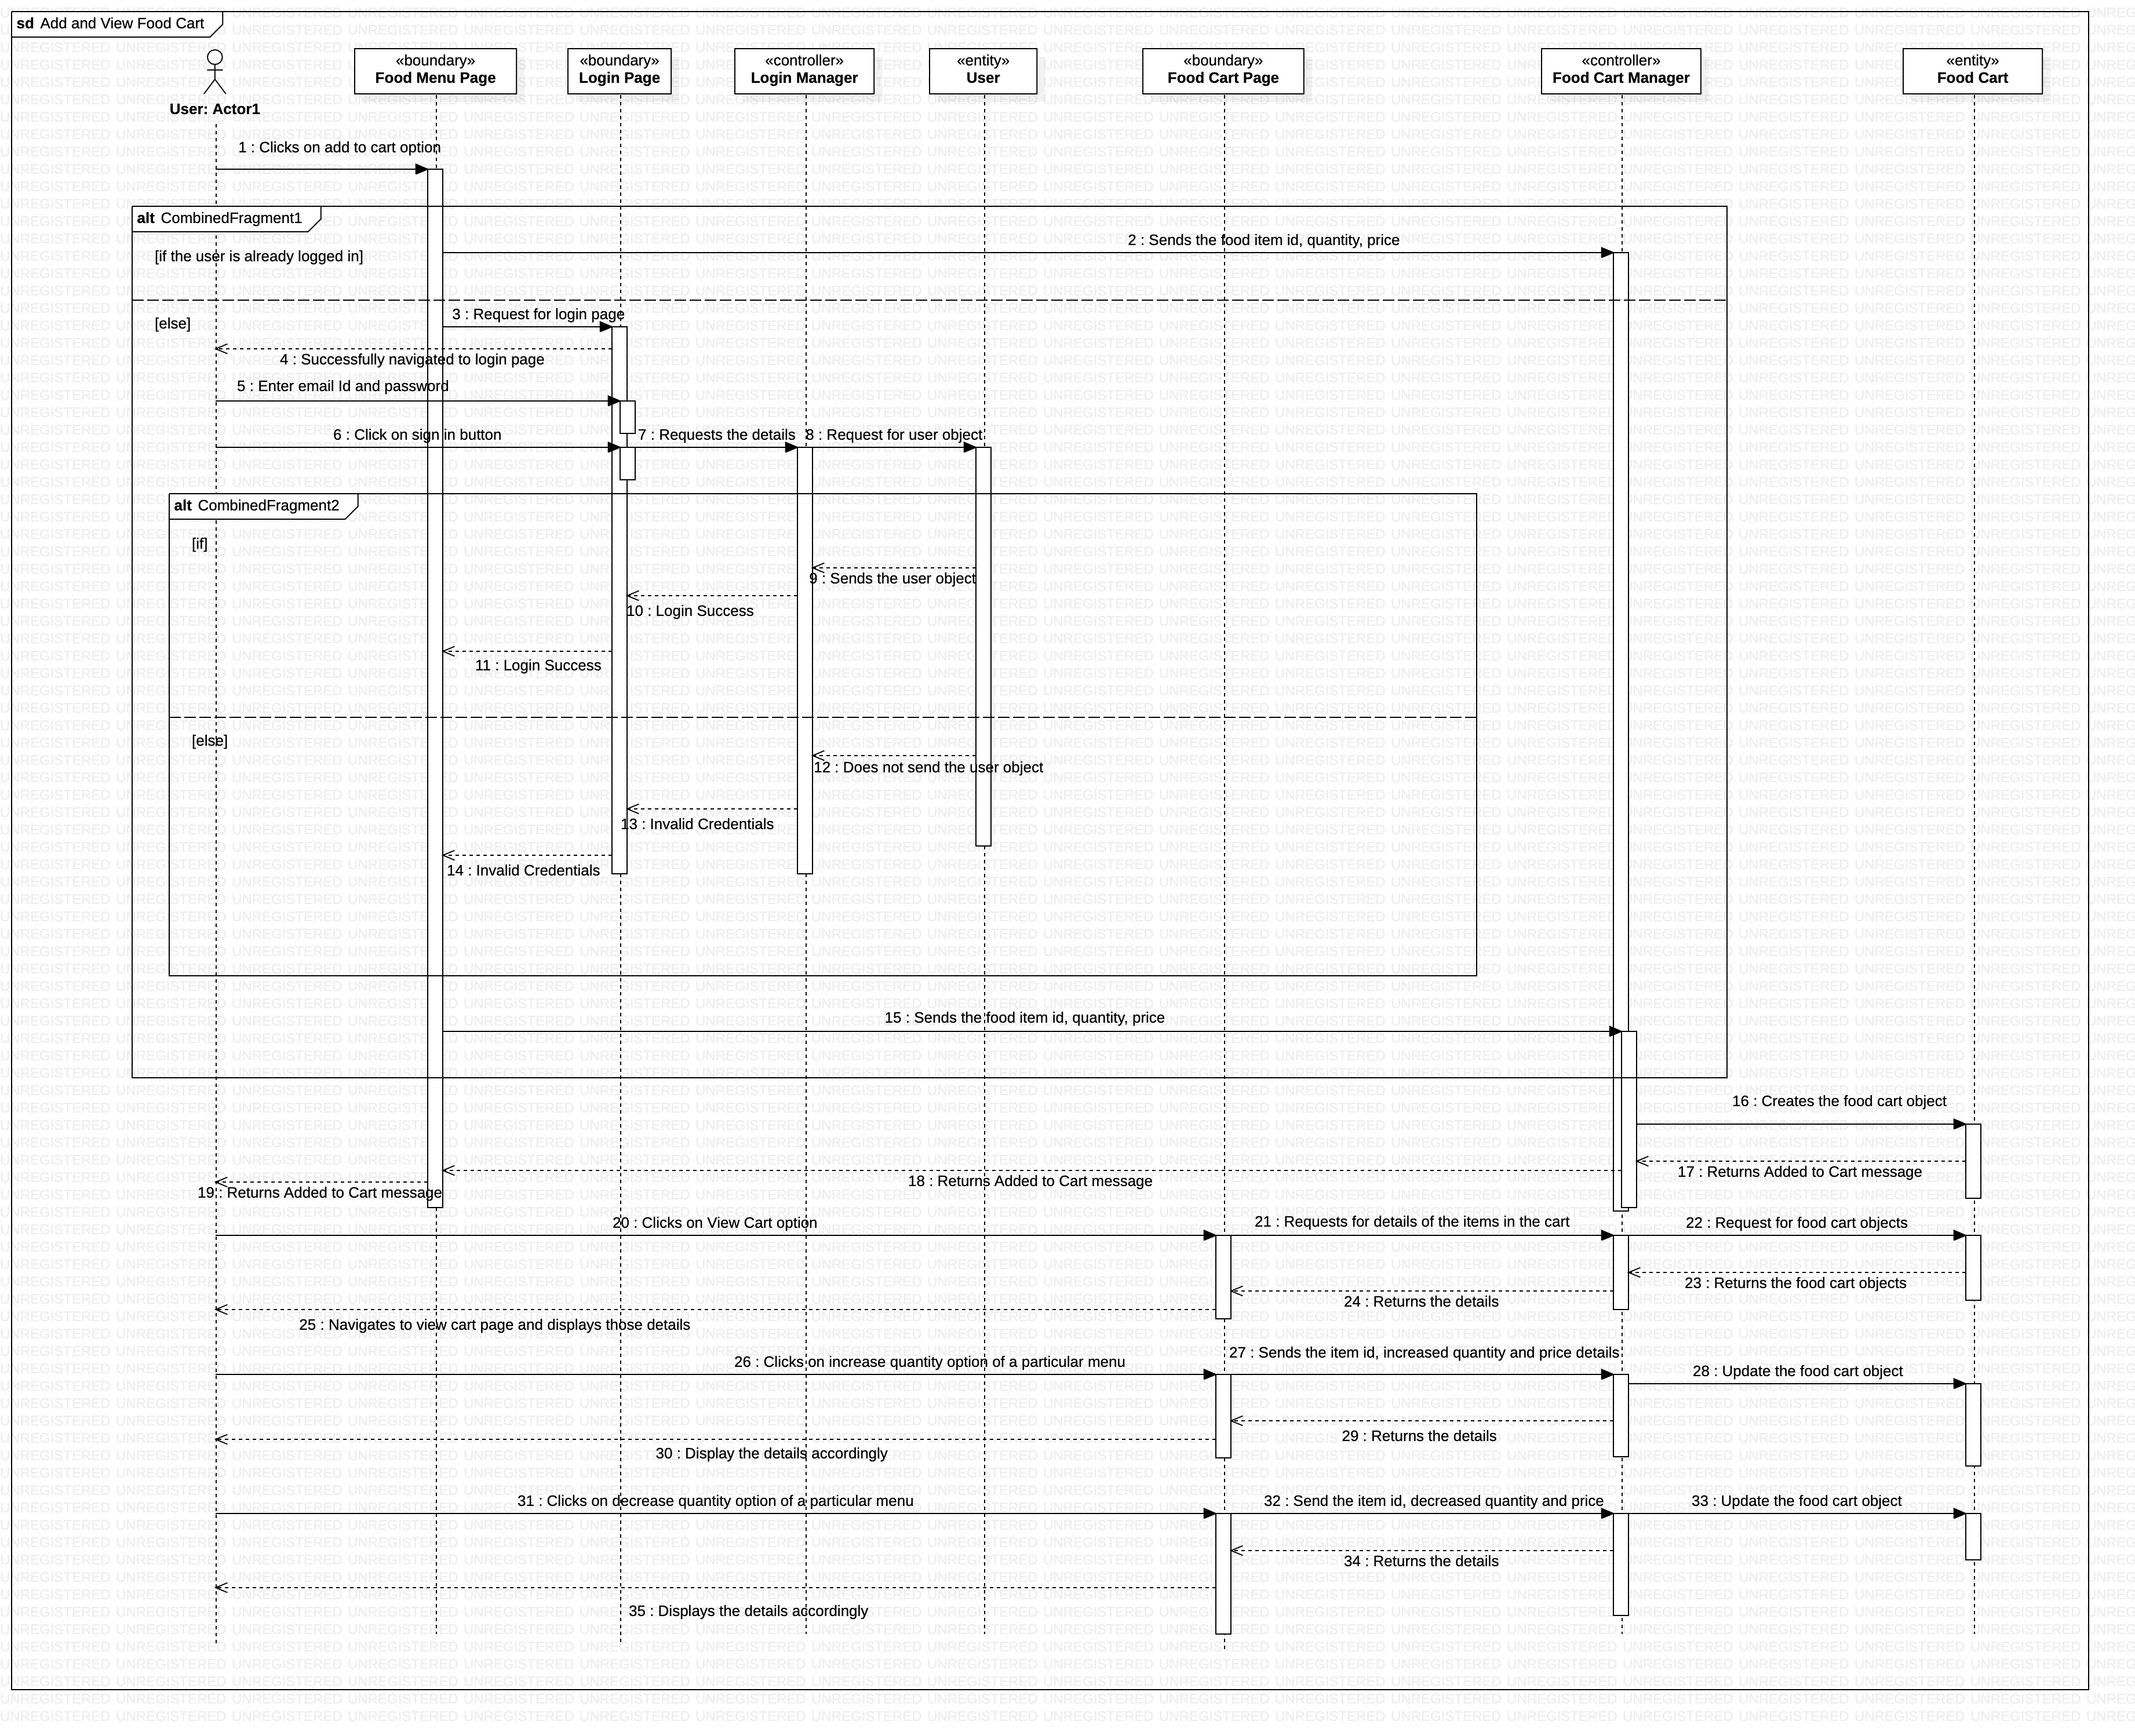 sd Add and View Food Cart
«boundary»
Food Menu Page
«boundary»
Login Page
«controller»
Login Manager
«entity»
User
«boundary»
Food Cart Page
«controller»
Food Cart Manager
«entity»
Food Cart
User: Actor1
1 : Clicks on add to cart option
alt CombinedFragment1
2 : Sends the food item id, quantity, price
[if the user is already logged in]
3 : Request for login page
[else]
4 : Successfully navigated to login page
5 : Enter email Id and password
6 : Click on sign in button
7 : Requests the details
8 : Request for user object
alt CombinedFragment2
[if]
9 : Sends the user object
10 : Login Success
11 : Login Success
[else]
12 : Does not send the user object
13 : Invalid Credentials
14 : Invalid Credentials
15 : Sends the food item id, quantity, price
16 : Creates the food cart object
17 : Returns Added to Cart message
18 : Returns Added to Cart message
19 : Returns Added to Cart message
20 : Clicks on View Cart option
21 : Requests for details of the items in the cart
22 : Request for food cart objects
23 : Returns the food cart objects
24 : Returns the details
25 : Navigates to view cart page and displays those details
26 : Clicks on increase quantity option of a particular menu
27 : Sends the item id, increased quantity and price details
28 : Update the food cart object
29 : Returns the details
30 : Display the details accordingly
31 : Clicks on decrease quantity option of a particular menu
32 : Send the item id, decreased quantity and price
33 : Update the food cart object
34 : Returns the details
35 : Displays the details accordingly
UNREGISTERED